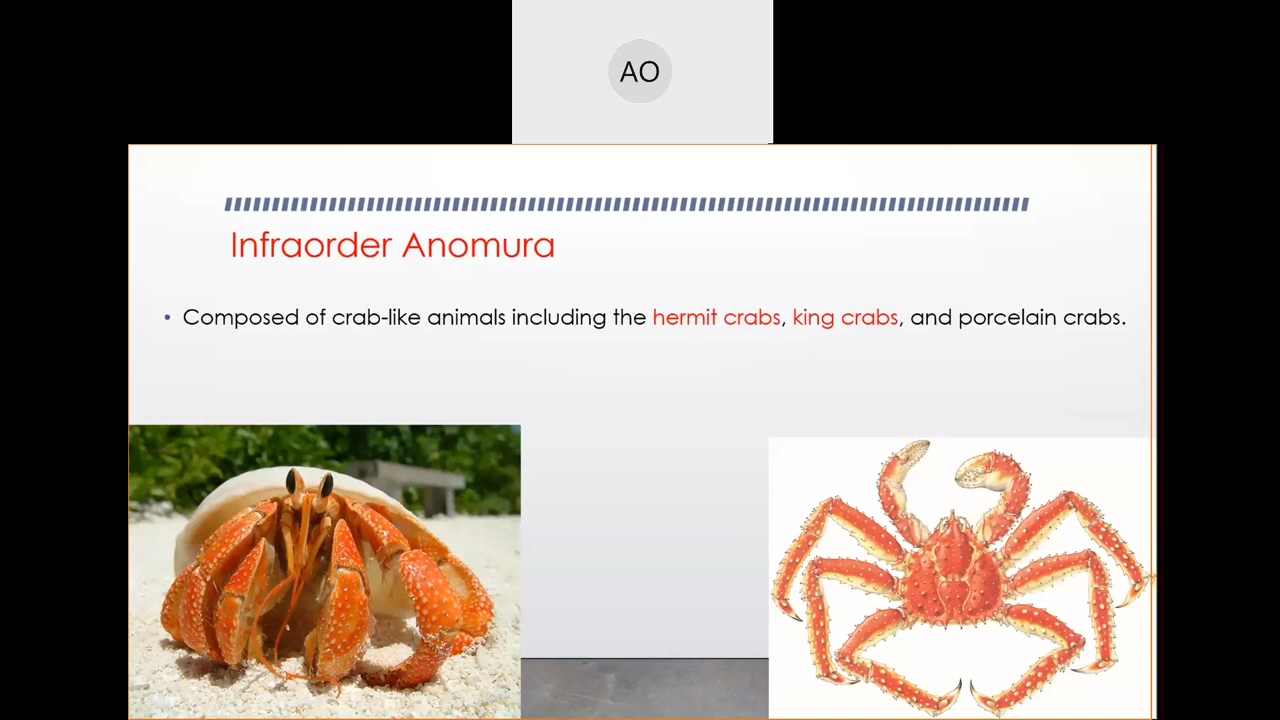 AO
Infraorder Anomura
• Composed of crab-like animals including the hermit crabs, king crabs, and porcelain crabs.